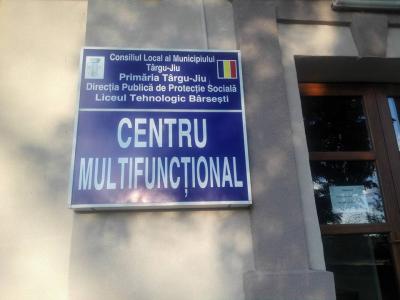 Consiliul Local al Municipiului
Târgu-Jiu
Primăria Târgu-Jiu
Direcția Publică de Protecție Socială
Liceul Tehnologic Bârsești
CENTRU
MULTIFUNCȚIONAL